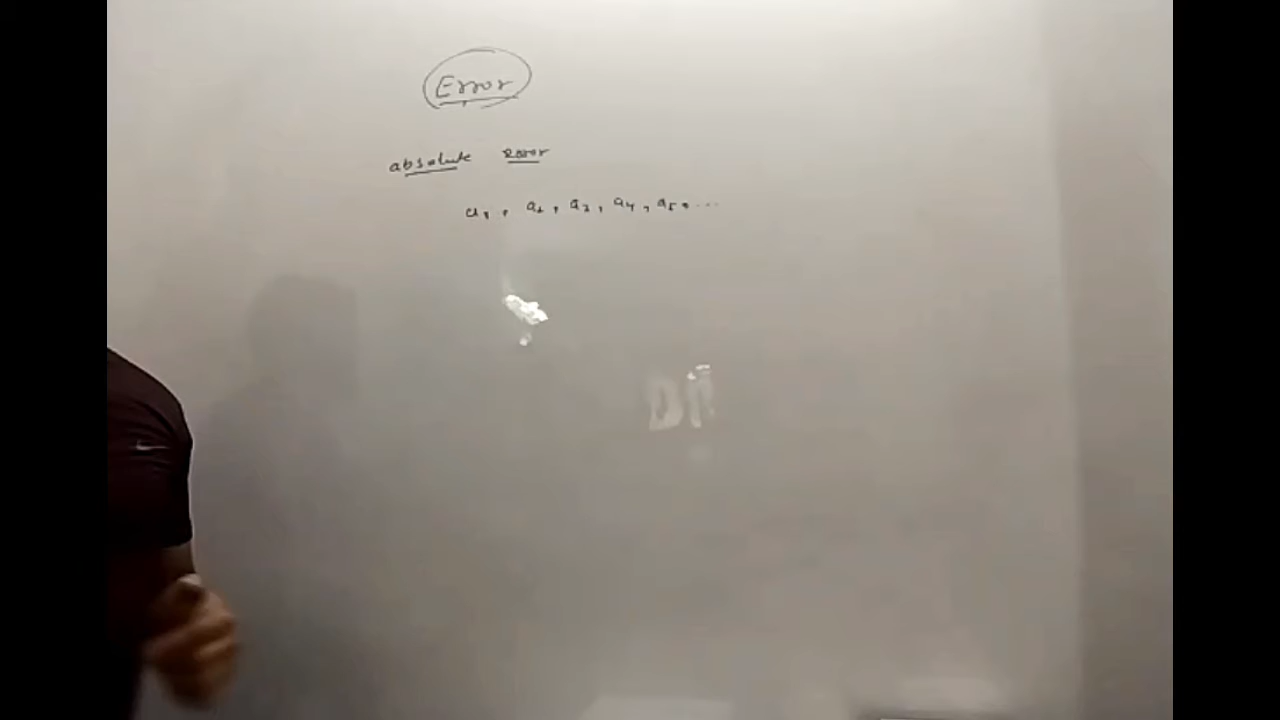 Error
absolute error
a₁, a₂, a₃, a₄, a₅, ...